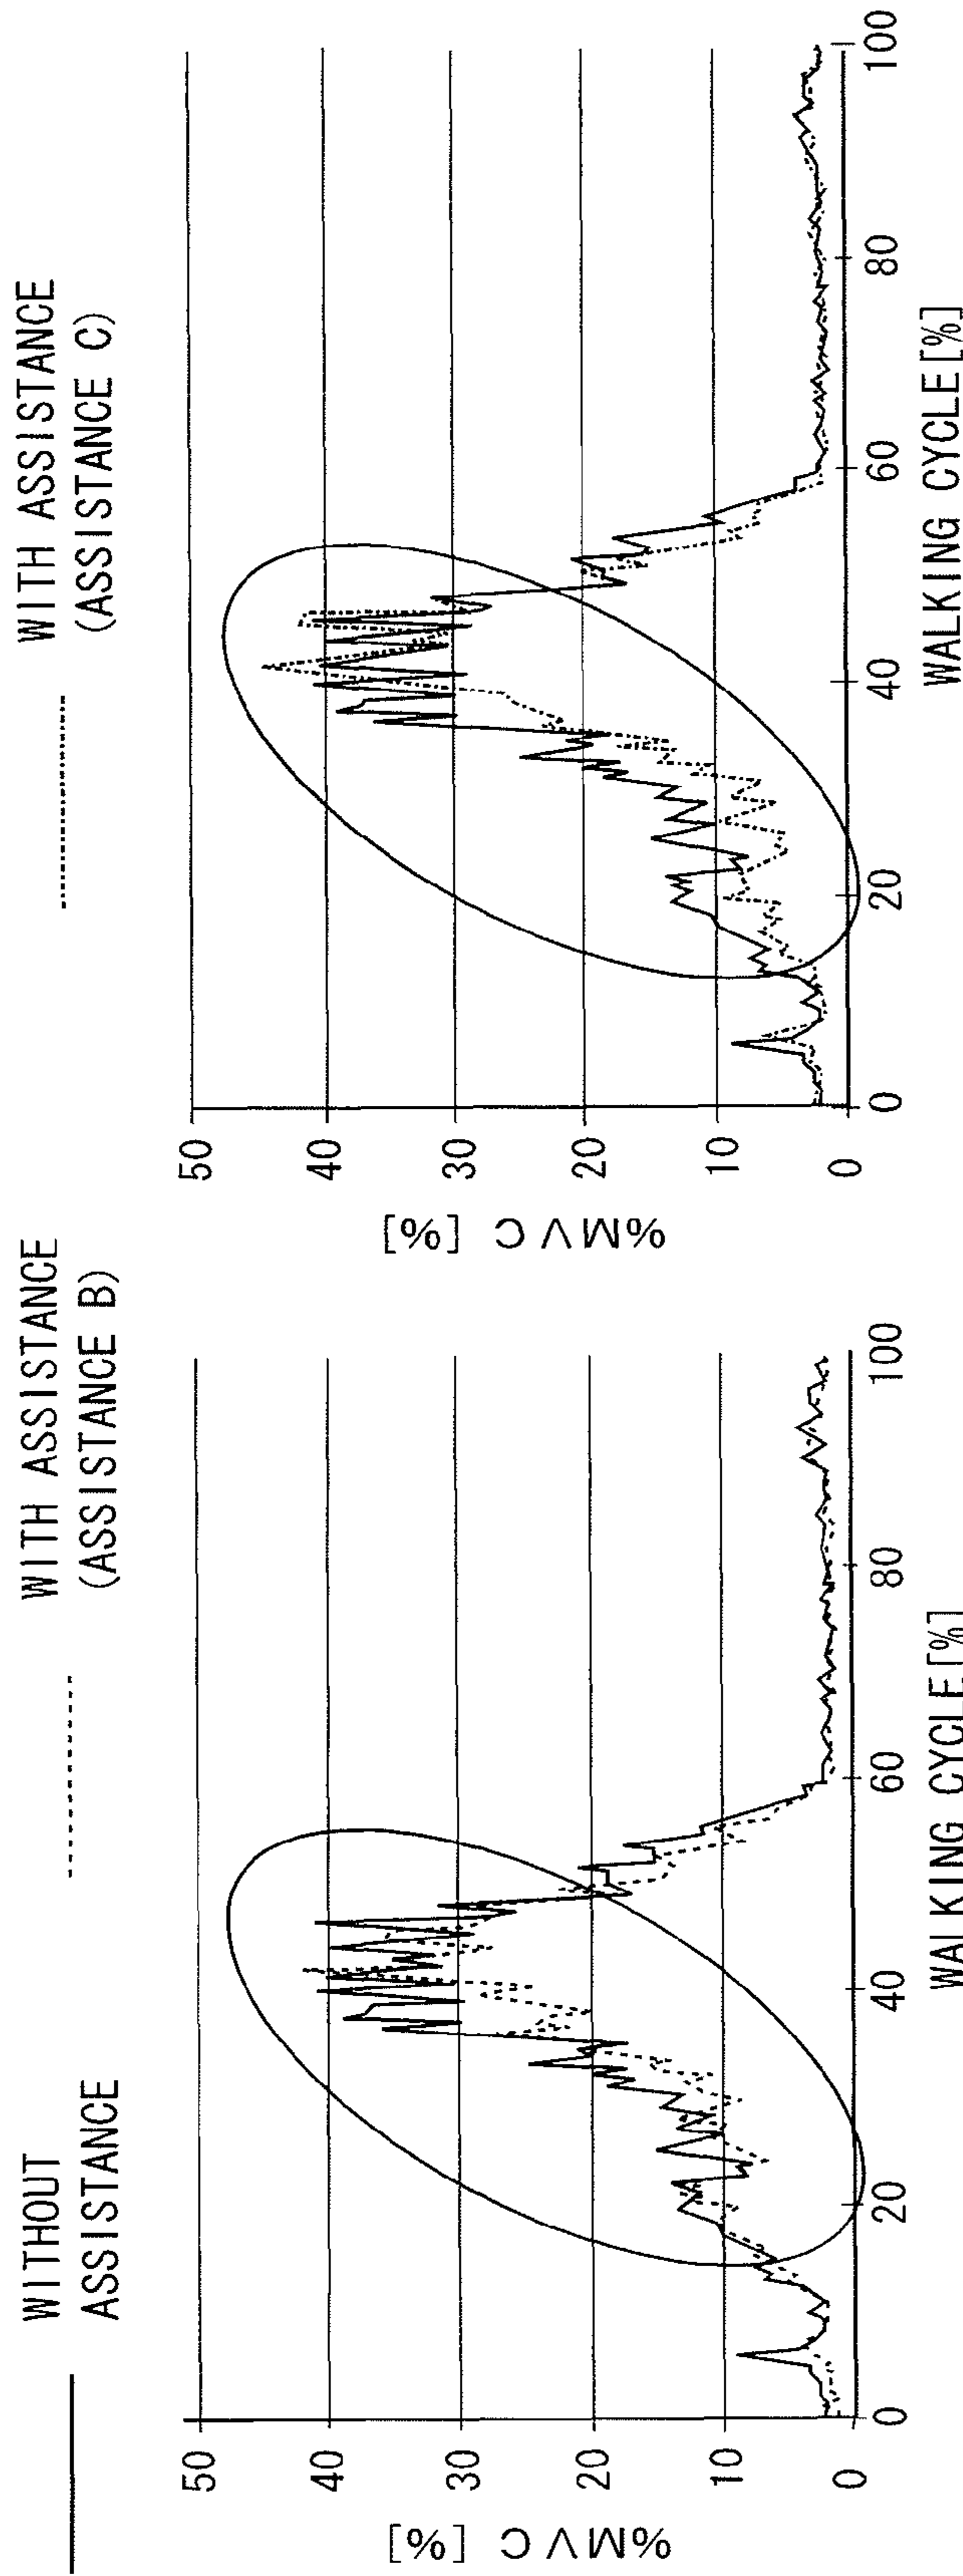 WITHOUT
ASSISTANCE
WITH ASSISTANCE
(ASSISTANCE B)
WITH ASSISTANCE
(ASSISTANCE C)
%MVC [%]
50
40
30
20
10
0
0 20 40 60 80 100
WALKING CYCLE[%]
%MVC [%]
50
40
30
20
10
0
0 20 40 60 80 100
WALKING CYCLE[%]